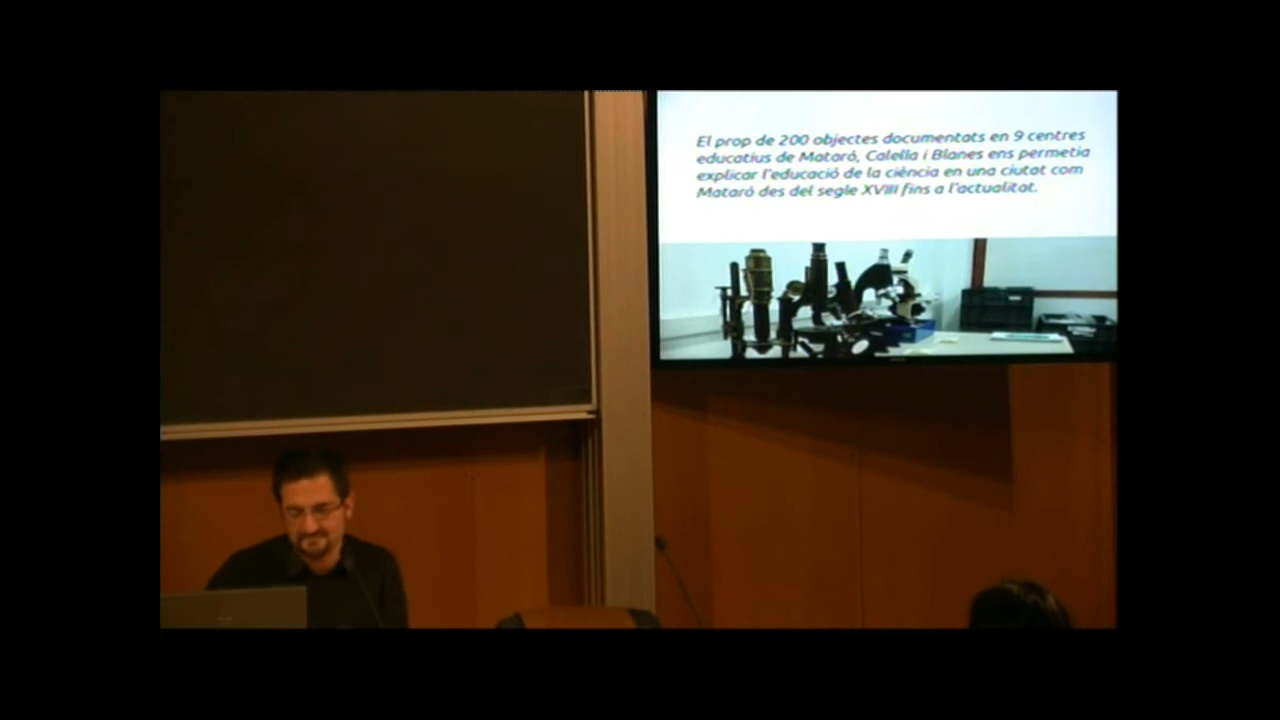 El prop de 200 objectes documentats en 9 centres
educatius de Mataró, Calella i Blanes ens permetia
explicar l'educació de la ciència en una ciutat com
Mataró des del segle XVIII fins a l'actualitat.